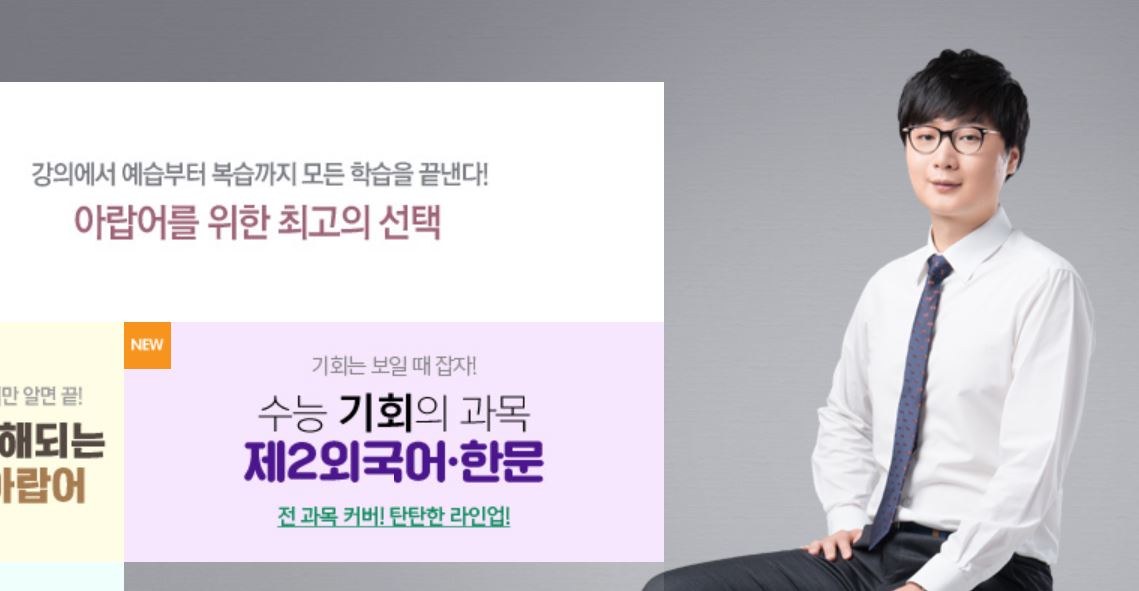 강의에서 예습부터 복습까지 모든 학습을 끝낸다!
아랍어를 위한 최고의 선택
만 알면 끝!
해되는
아랍어
NEW
기회는 보일 때 잡자!
수능 기회의 과목
제2외국어·한문
전 과목 커버! 탄탄한 라인업!